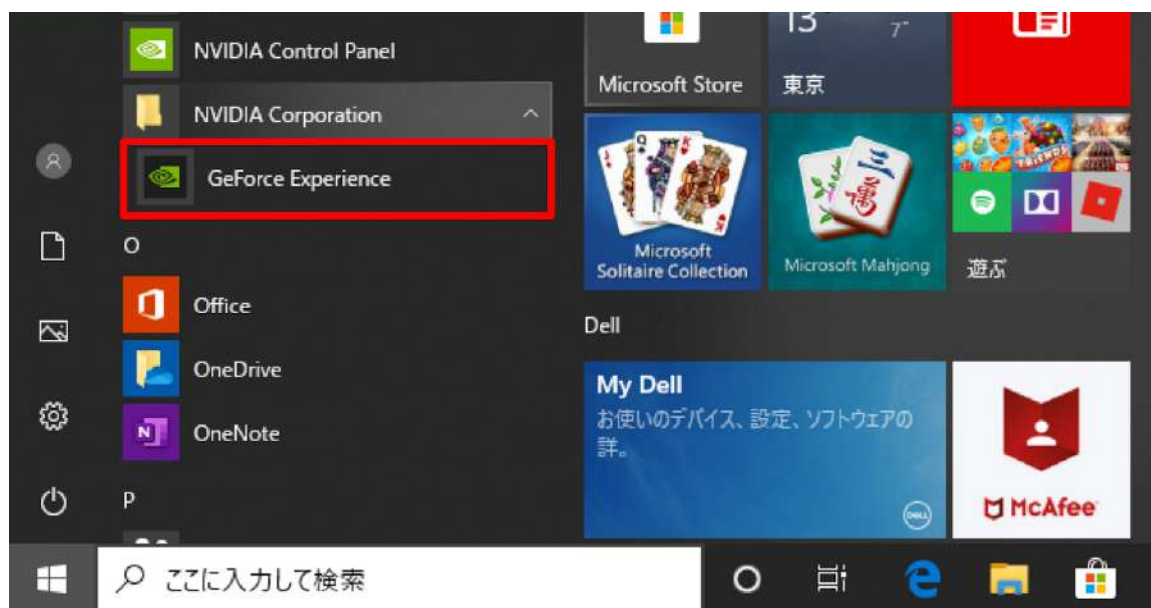 NVIDIA Control Panel
NVIDIA Corporation
GeForce Experience
O
Office
OneDrive
OneNote
P
Microsoft Store
13
7°
東京
Microsoft
Solitaire Collection
Microsoft Mahjong
遊ぶ
Dell
My Dell
お使いのデバイス、設定、ソフトウェアの
詳。
DELL
McAfee
ここに入力して検索